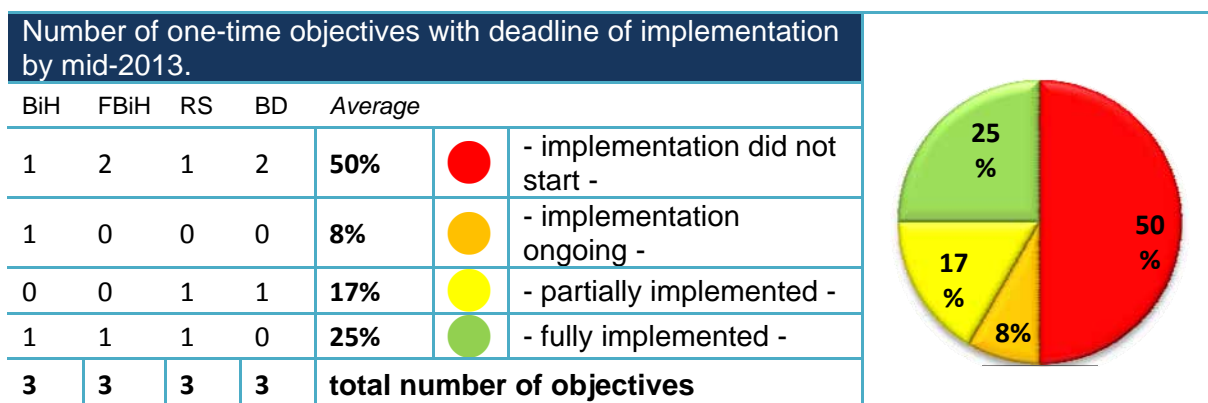 Number of one-time objectives with deadline of implementation
by mid-2013.
BiH FBiH RS BD Average
1 2 1 2 50% - implementation did not
start -
1 0 0 0 8% - implementation
ongoing -
0 0 1 1 17% - partially implemented -
1 1 1 0 25% - fully implemented -
3 3 3 3 total number of objectives
25
%
50
%
17
%
8%